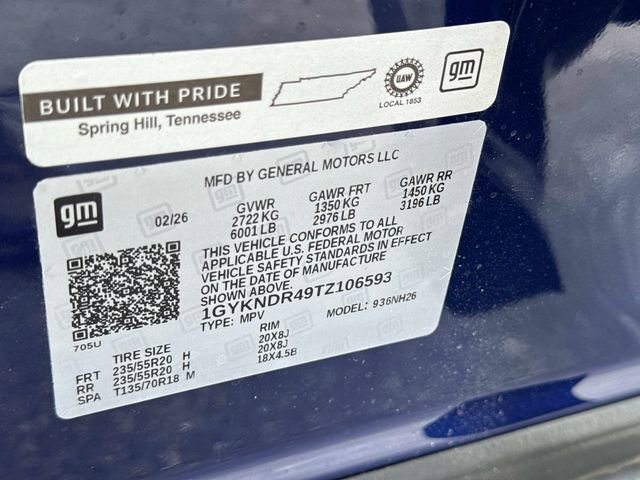 BUILT WITH PRIDE
Spring Hill, Tennessee
UAW
LOCAL 1853
gm
gm
MFD BY GENERAL MOTORS LLC
02/26 GVWR GAWR FRT GAWR RR
2722 KG 1350 KG 1450 KG
6001 LB 2976 LB 3196 LB
THIS VEHICLE CONFORMS TO ALL
APPLICABLE U.S. FEDERAL MOTOR
VEHICLE SAFETY STANDARDS IN EFFECT
ON THE DATE OF MANUFACTURE
SHOWN ABOVE.
1GYKNDR49TZ106593
TYPE: MPV MODEL: 936NH26
705U
TIRE SIZE RIM
FRT 235/55R20 H 20X8J
RR 235/55R20 H 20X8J
SPA T135/70R18 M 18X4.5B